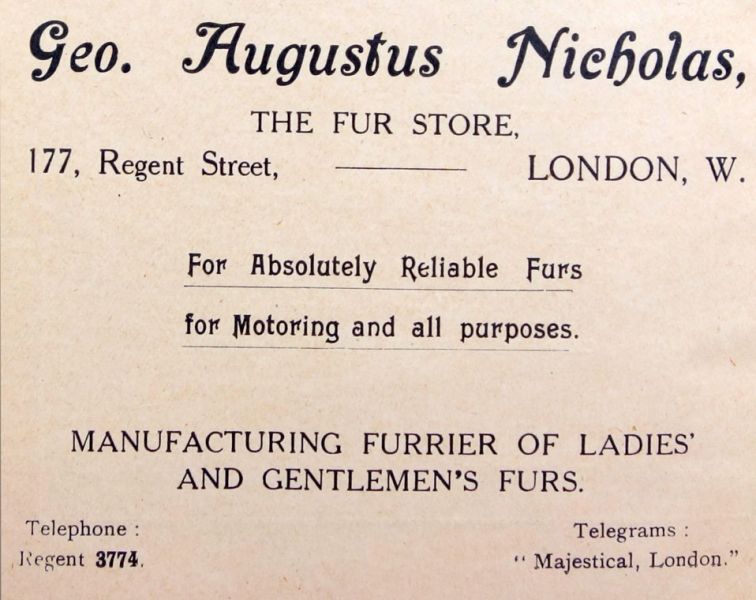 Geo. Augustus Nicholas,
THE FUR STORE,
177, Regent Street, ——— LONDON, W.
For Absolutely Reliable Furs
for Motoring and all purposes.
MANUFACTURING FURRIER OF LADIES'
AND GENTLEMEN'S FURS.
Telephone : Telegrams :
Regent 3774. “ Majestical, London.”